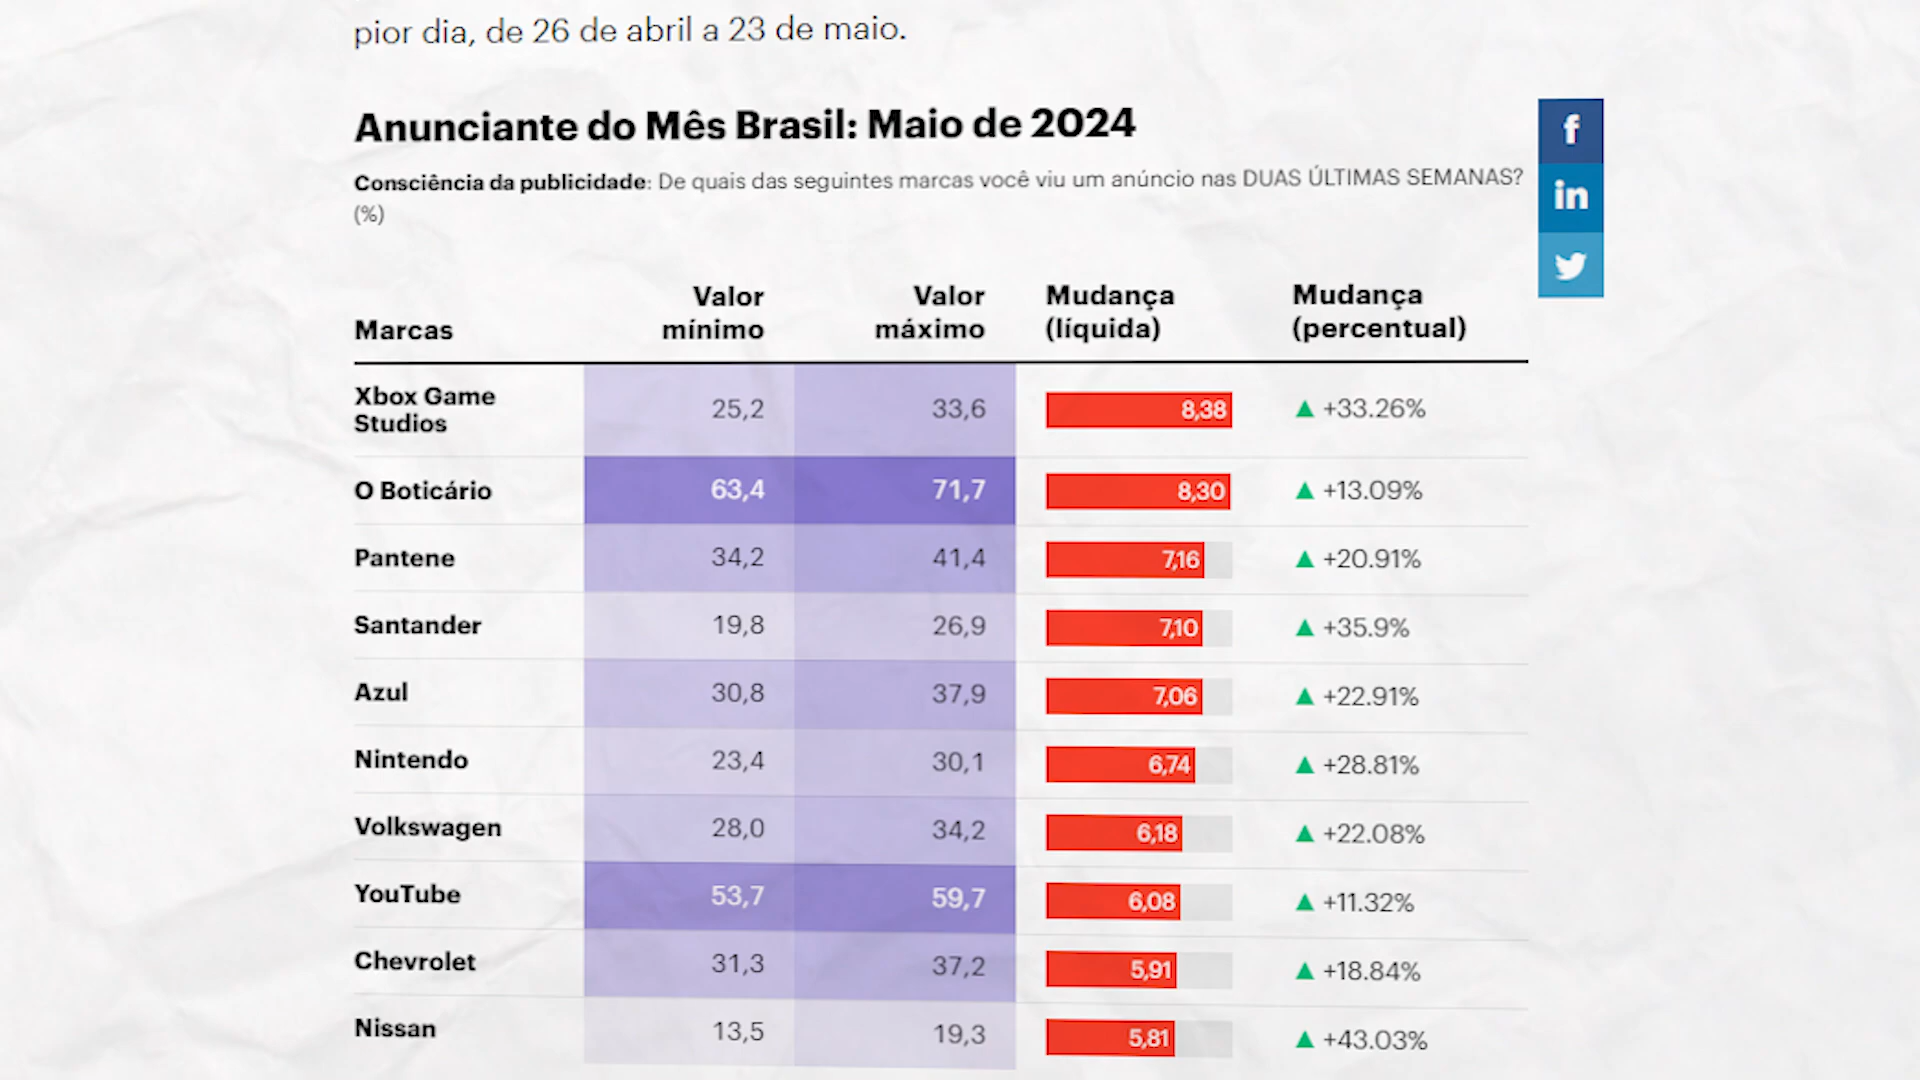 pior dia, de 26 de abril a 23 de maio.
Anunciante do Mês Brasil: Maio de 2024
Consciência da publicidade: De quais das seguintes marcas você viu um anúncio nas DUAS ÚLTIMAS SEMANAS?
(%)
Marcas Valor mínimo Valor máximo Mudança (líquida) Mudança (percentual)
Xbox Game Studios 25,2 33,6 8,38 ▲ +33.26%
O Boticário 63,4 71,7 8,30 ▲ +13.09%
Pantene 34,2 41,4 7,16 ▲ +20.91%
Santander 19,8 26,9 7,10 ▲ +35.9%
Azul 30,8 37,9 7,06 ▲ +22.91%
Nintendo 23,4 30,1 6,74 ▲ +28.81%
Volkswagen 28,0 34,2 6,18 ▲ +22.08%
YouTube 53,7 59,7 6,08 ▲ +11.32%
Chevrolet 31,3 37,2 5,91 ▲ +18.84%
Nissan 13,5 19,3 5,81 ▲ +43.03%
f
in